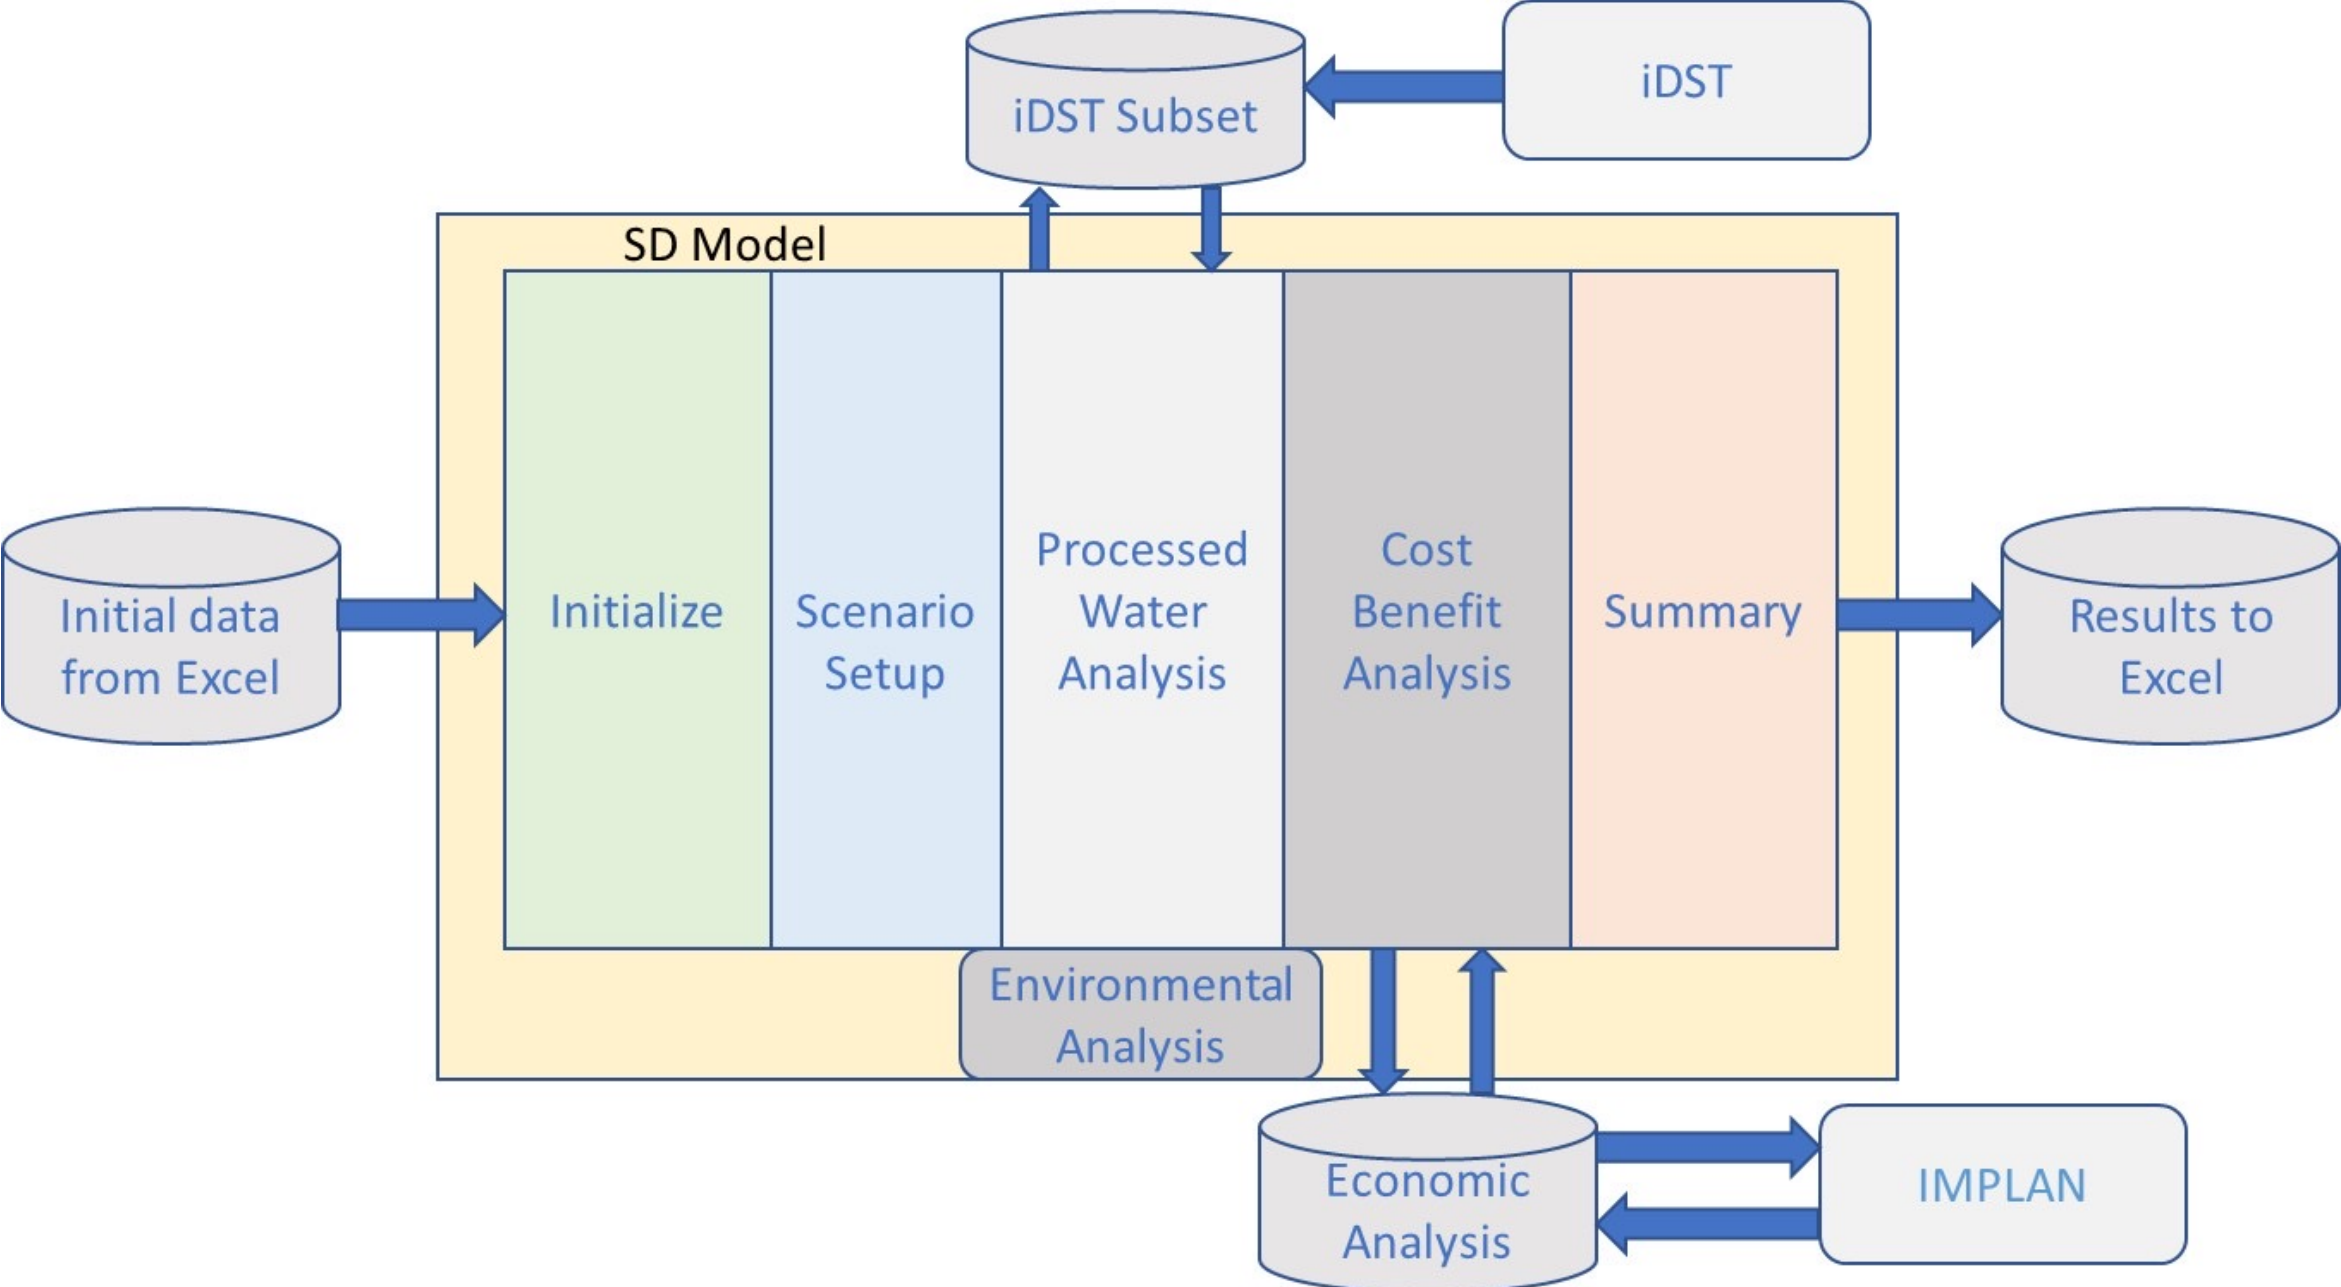 iDST Subset
iDST
SD Model
Initial data
from Excel
Initialize
Scenario
Setup
Processed
Water
Analysis
Cost
Benefit
Analysis
Summary
Results to
Excel
Environmental
Analysis
Economic
Analysis
IMPLAN